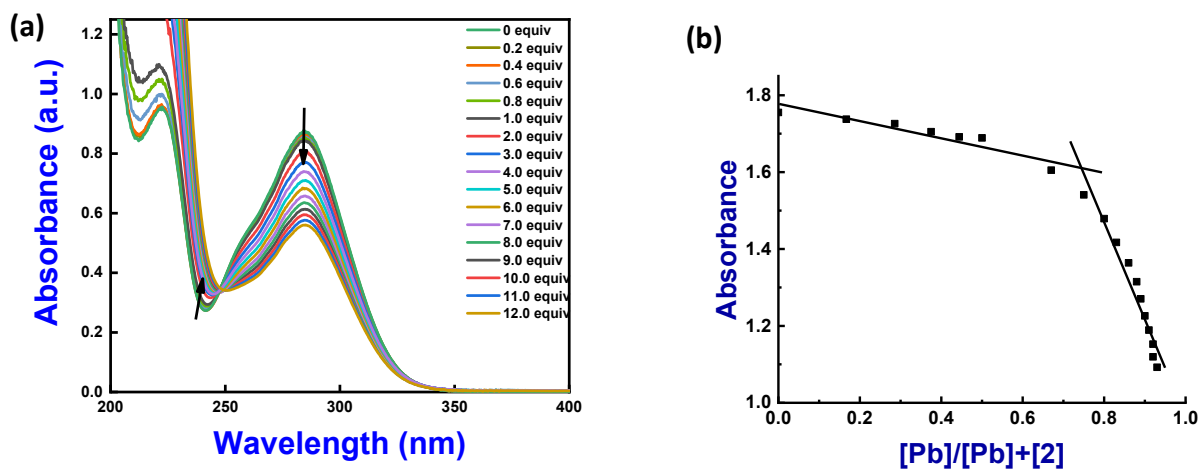 (a)
Absorbance (a.u.)
1.2
1.0
0.8
0.6
0.4
0.2
0.0
200
250
300
350
400
Wavelength (nm)
0 equiv
0.2 equiv
0.4 equiv
0.6 equiv
0.8 equiv
1.0 equiv
2.0 equiv
3.0 equiv
4.0 equiv
5.0 equiv
6.0 equiv
7.0 equiv
8.0 equiv
9.0 equiv
10.0 equiv
11.0 equiv
12.0 equiv
(b)
Absorbance
1.8
1.6
1.4
1.2
1.0
0.0
0.2
0.4
0.6
0.8
1.0
[Pb]/[Pb]+[2]